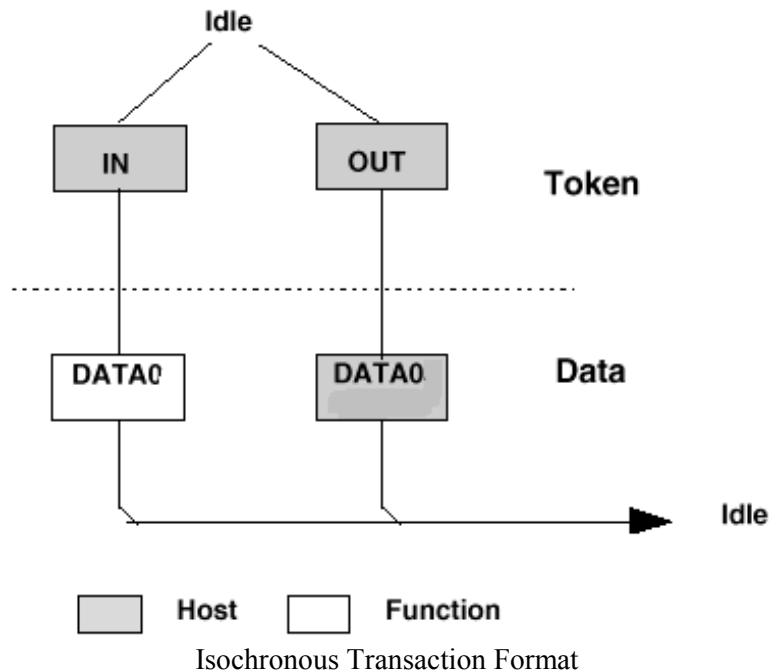 Idle
IN OUT
Token
DATA0 DATA0
Data
Idle
Host Function
Isochronous Transaction Format